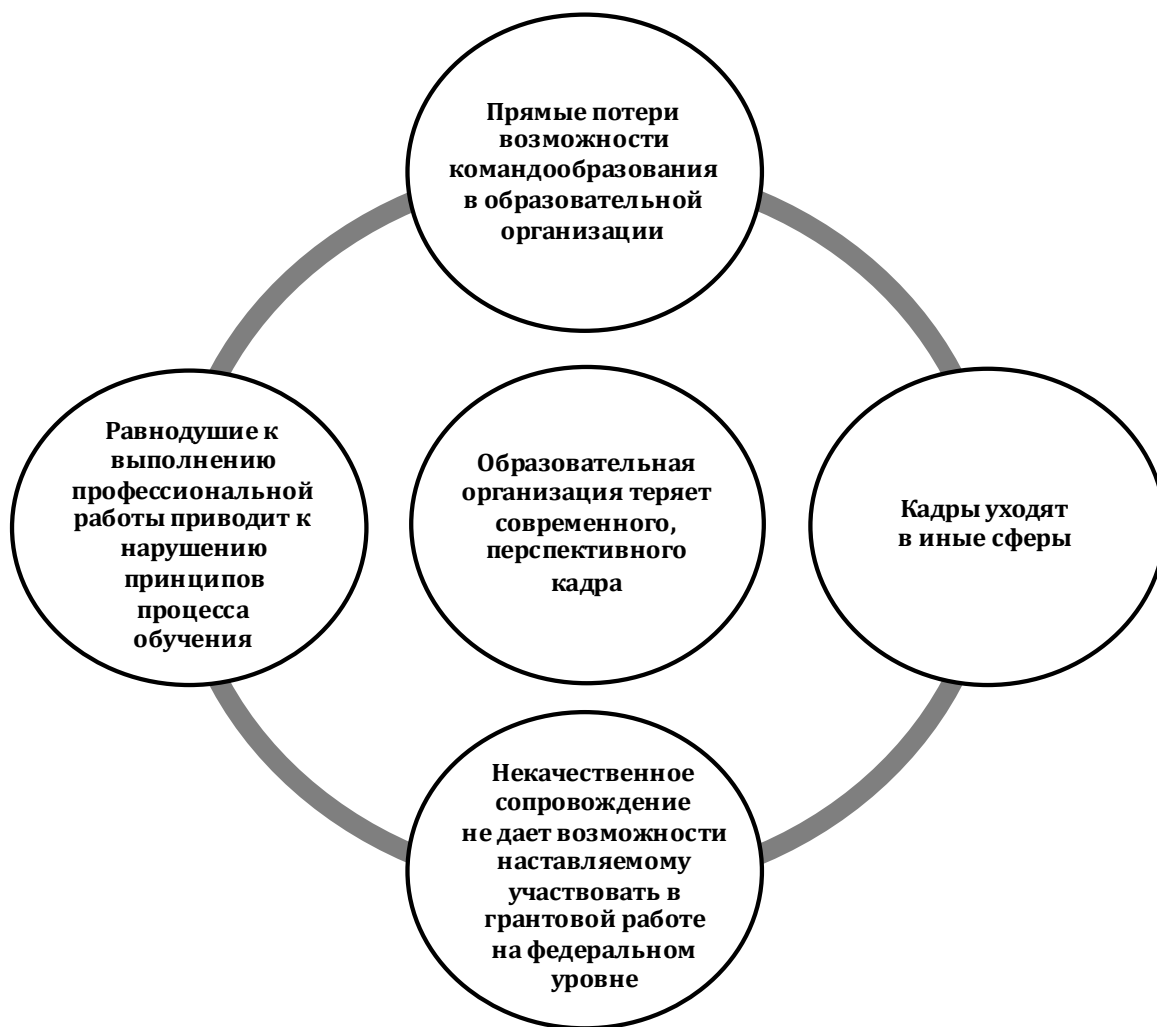 Прямые потери
возможности
командообразования
в образовательной
организации
Равнодушие к
выполнению
профессиональной
работы приводит к
нарушению
принципов
процесса
обучения
Образовательная
организация теряет
современного,
перспективного
кадра
Кадры уходят
в иные сферы
Некачественное
сопровождение
не дает возможности
наставляемому
участвовать в
грантовой работе
на федеральном
уровне